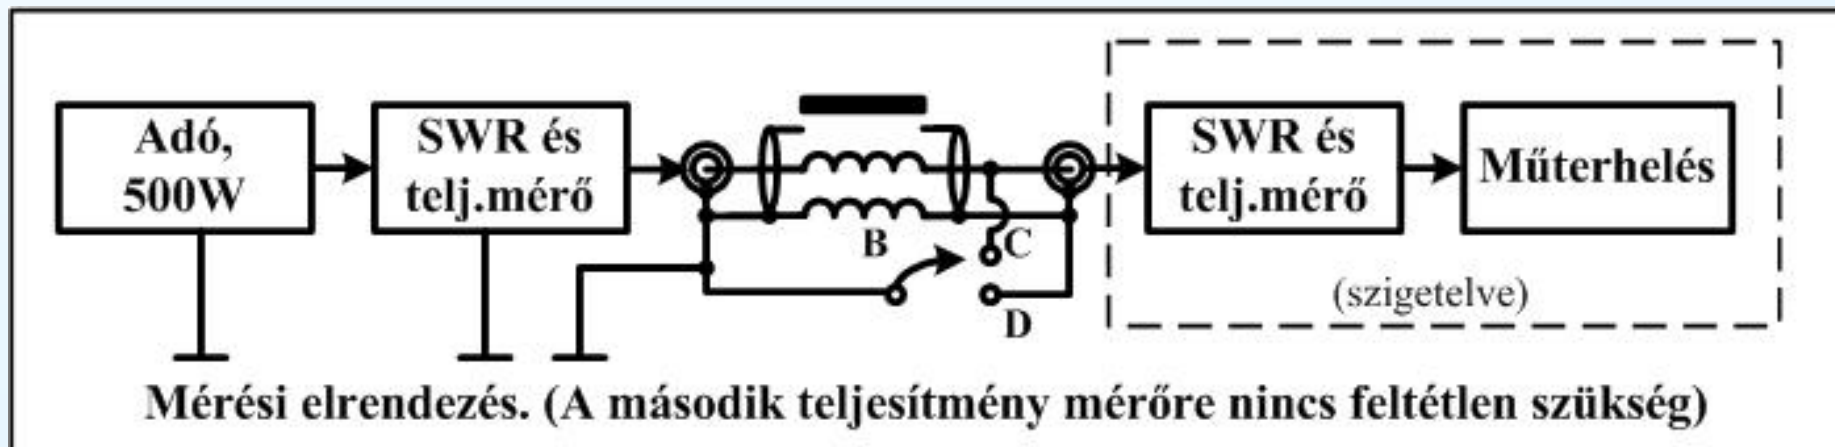 Adó,
500W
SWR és
telj.mérő
B
C
D
SWR és
telj.mérő
Műterhelés
(szigetelve)
Mérési elrendezés. (A második teljesítmény mérőre nincs feltétlen szükség)